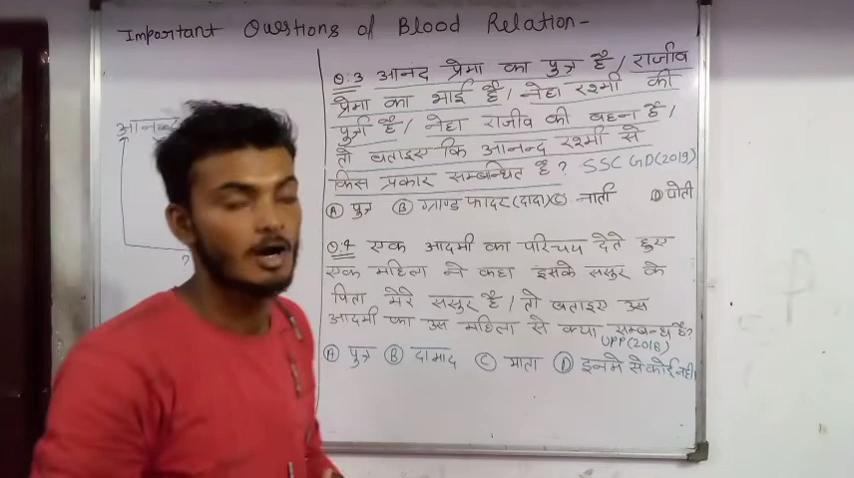 Important Questions of Blood Relation-
आनन्द
?
Q.3 आनंद प्रेमा का पुत्र है / राजीव
प्रेमा का भाई है / नेहा रश्मी की
पुत्री है / नेहा राजीव की बहन है /
तो बताइए कि आनन्द रश्मी से
किस प्रकार सम्बन्धित है ? SSC GD(2019)
(A) पुत्र (B) ग्राण्ड फादर(दादा) (C) नाती (D) पोती
Q.4 एक आदमी का परिचय देते हुए
एक महिला ने कहा इसके ससुर के
पिता मेरे ससुर है / तो बताइए उस
आदमी का उस महिला से क्या सम्बन्ध है?
UPP(2018)
(A) पुत्र (B) दामाद (C) माता (D) इनमे से कोई नही